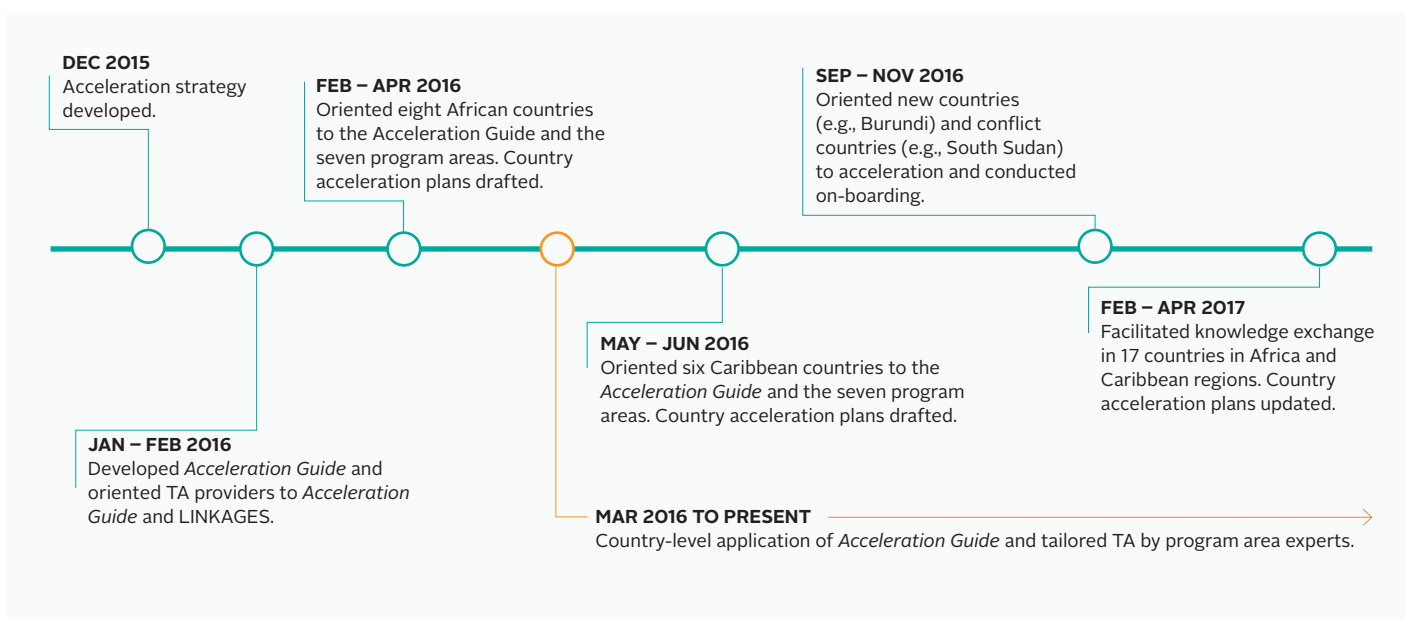 DEC 2015
Acceleration strategy
developed.
FEB – APR 2016
Oriented eight African countries
to the Acceleration Guide and the
seven program areas. Country
acceleration plans drafted.
SEP – NOV 2016
Oriented new countries
(e.g., Burundi) and conflict
countries (e.g., South Sudan)
to acceleration and conducted
on-boarding.
JAN – FEB 2016
Developed Acceleration Guide and
oriented TA providers to Acceleration
Guide and LINKAGES.
MAY – JUN 2016
Oriented six Caribbean countries to the
Acceleration Guide and the seven program
areas. Country acceleration plans drafted.
FEB – APR 2017
Facilitated knowledge exchange
in 17 countries in Africa and
Caribbean regions. Country
acceleration plans updated.
MAR 2016 TO PRESENT
Country-level application of Acceleration Guide and tailored TA by program area experts.